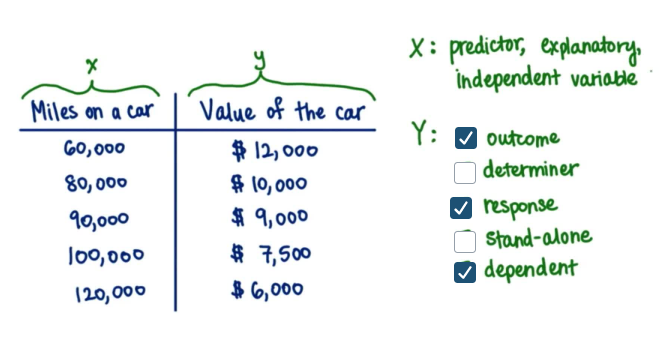 x y
Miles on a car Value of the car
60,000 $ 12,000
80,000 $ 10,000
90,000 $ 9,000
100,000 $ 7,500
120,000 $ 6,000
X: predictor, explanatory,
independent variable
Y: outcome
determiner
response
stand-alone
dependent